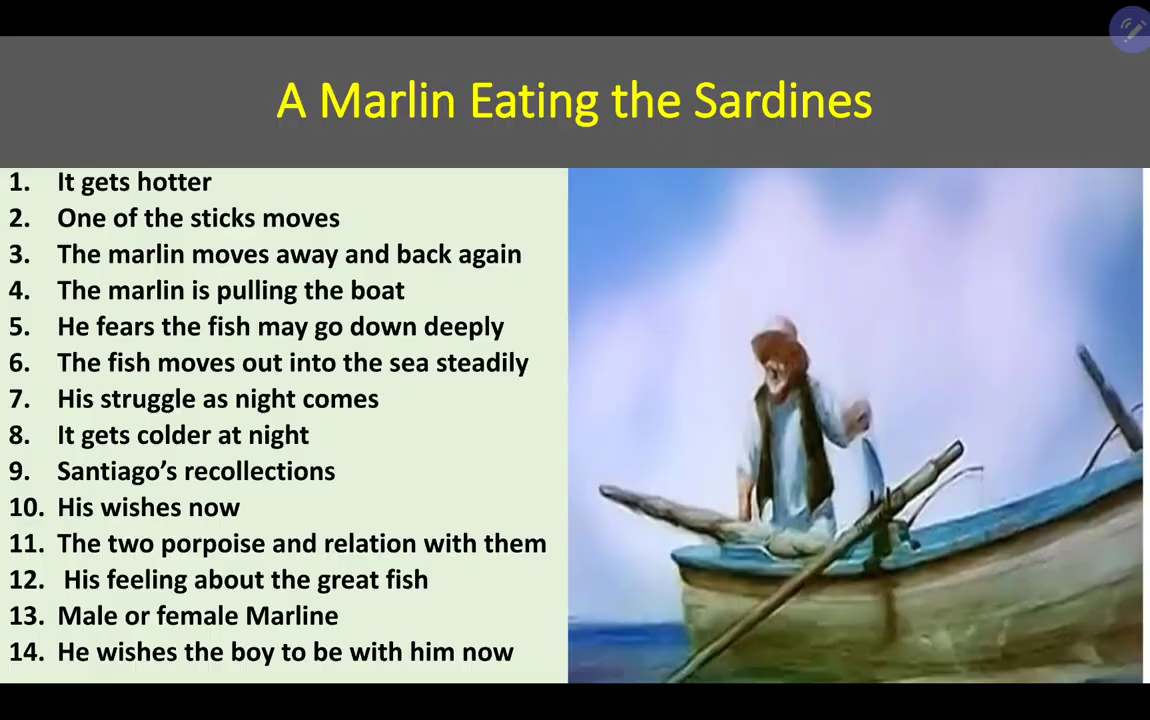 A Marlin Eating the Sardines
1. It gets hotter
2. One of the sticks moves
3. The marlin moves away and back again
4. The marlin is pulling the boat
5. He fears the fish may go down deeply
6. The fish moves out into the sea steadily
7. His struggle as night comes
8. It gets colder at night
9. Santiago’s recollections
10. His wishes now
11. The two porpoise and relation with them
12. His feeling about the great fish
13. Male or female Marline
14. He wishes the boy to be with him now